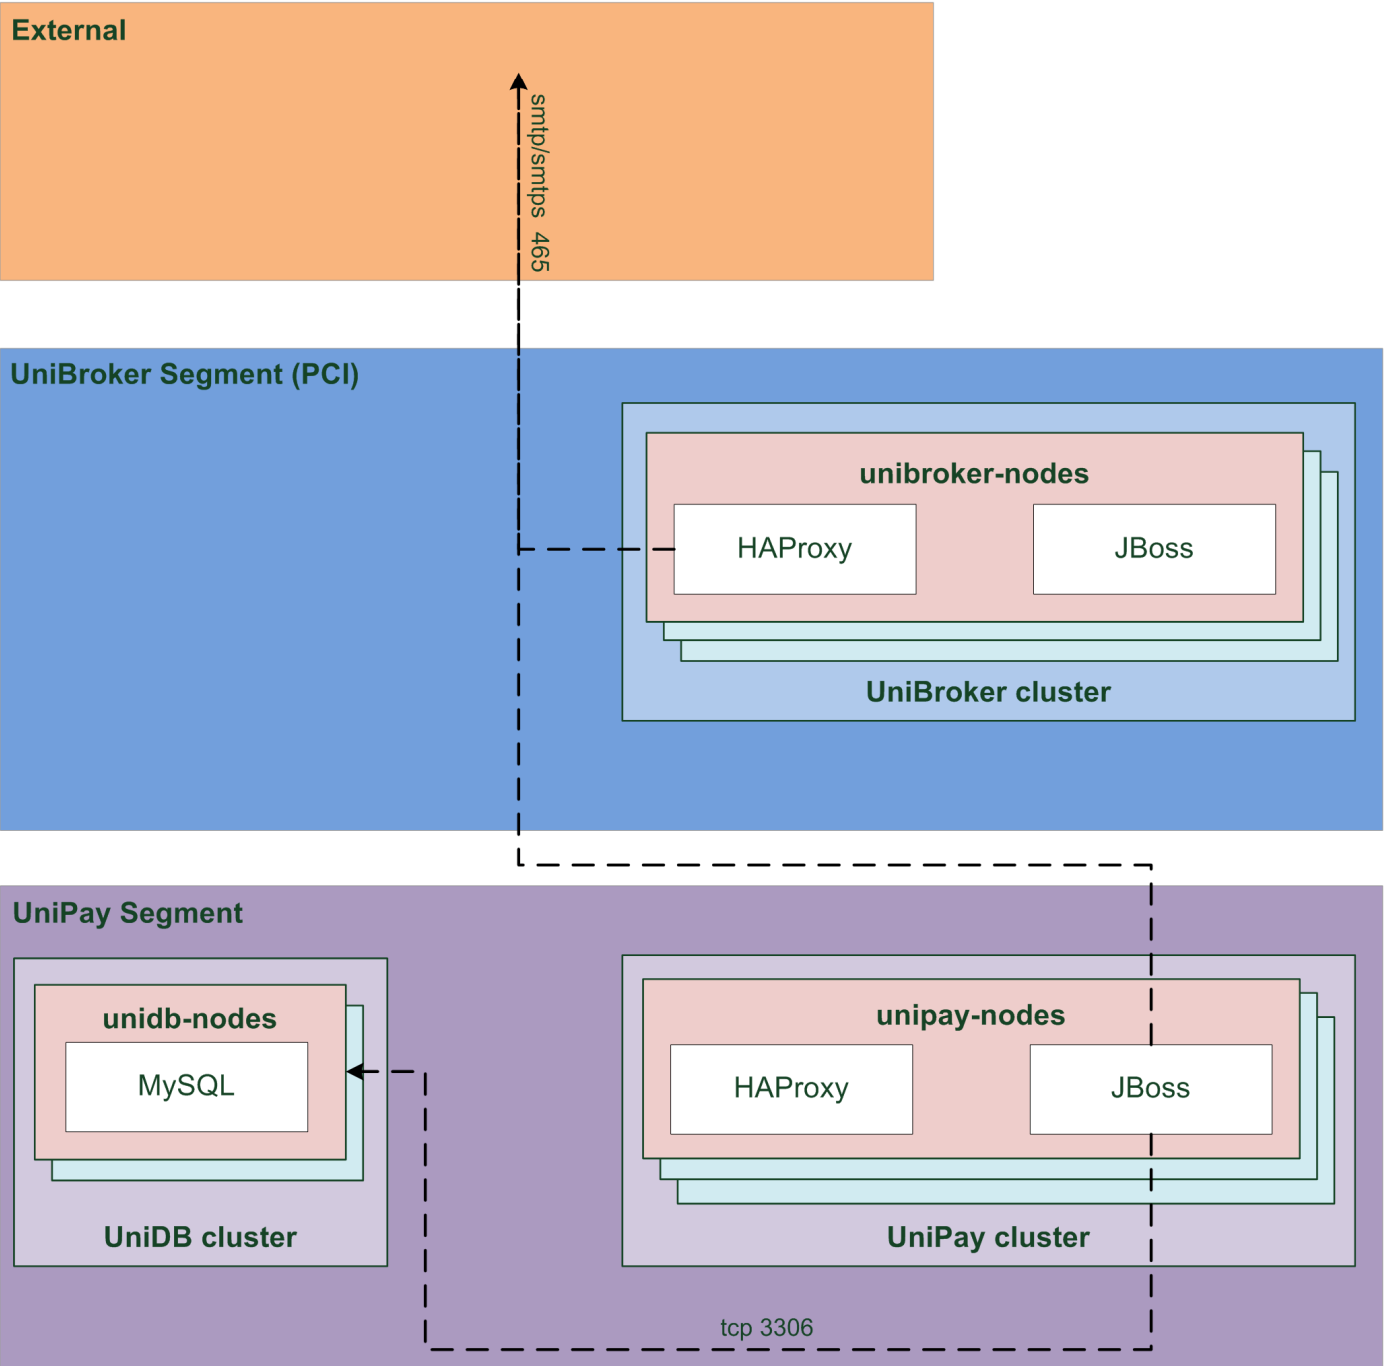 External
smtp/smtps 465
UniBroker Segment (PCI)
unibroker-nodes
HAProxy
JBoss
UniBroker cluster
UniPay Segment
unidb-nodes
MySQL
UniDB cluster
unipay-nodes
HAProxy
JBoss
UniPay cluster
tcp 3306